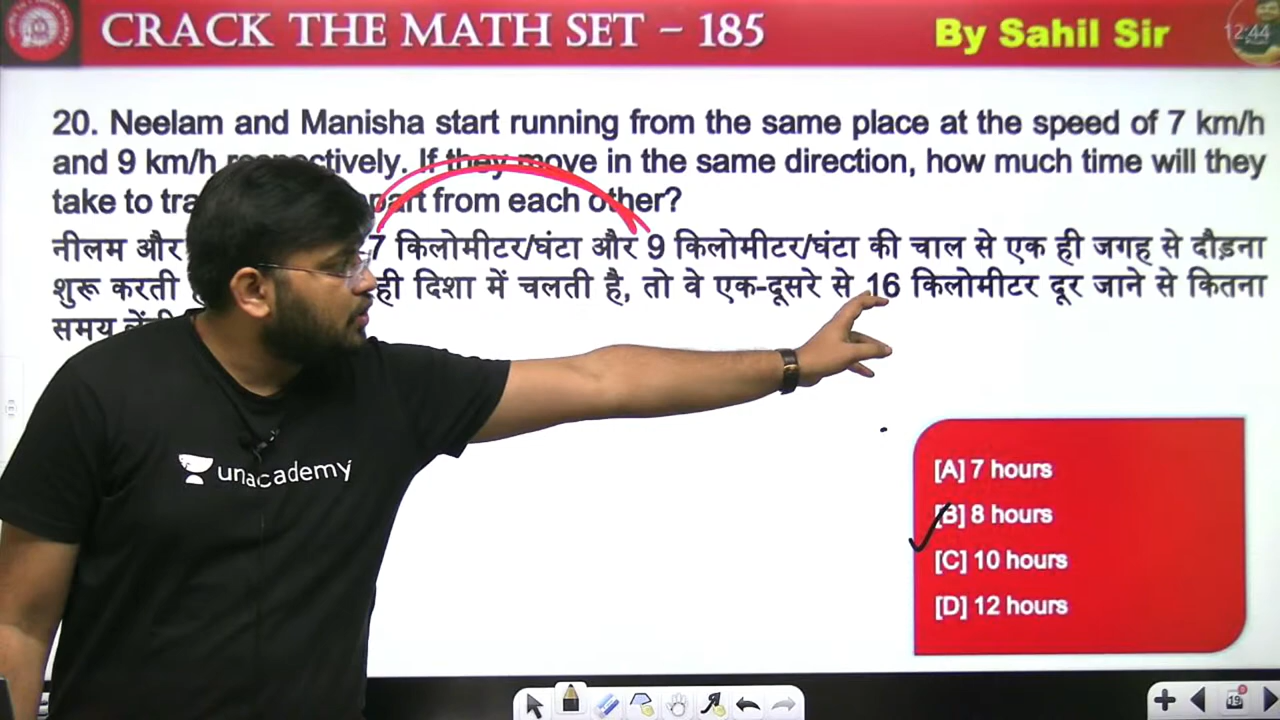 CRACK THE MATH SET – 185
By Sahil Sir
12:44
20. Neelam and Manisha start running from the same place at the speed of 7 km/h
and 9 km/h respectively. If they move in the same direction, how much time will they
take to from each other?
नीलम और 7 किलोमीटर/घंटा और 9 किलोमीटर/घंटा की चाल से एक ही जगह से दौड़ना
शुरू करती ही दिशा में चलती है, तो वे एक-दूसरे से 16 किलोमीटर दूर जाने से कितना
समय
unacademy
[A] 7 hours
[B] 8 hours
[C] 10 hours
[D] 12 hours
19